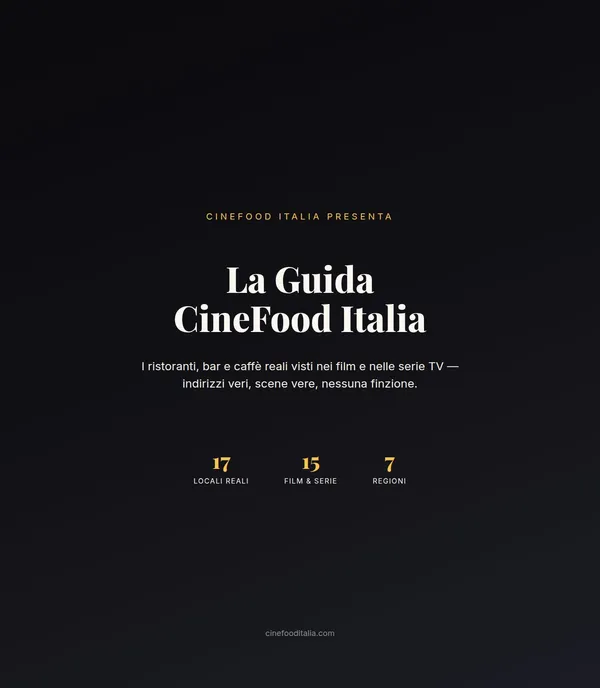 CINEFOOD ITALIA PRESENTA
La Guida
CineFood Italia
I ristoranti, bar e caffè reali visti nei film e nelle serie TV —
indirizzi veri, scene vere, nessuna finzione.
17 15 7
LOCALI REALI FILM & SERIE REGIONI
cinefooditalia.com